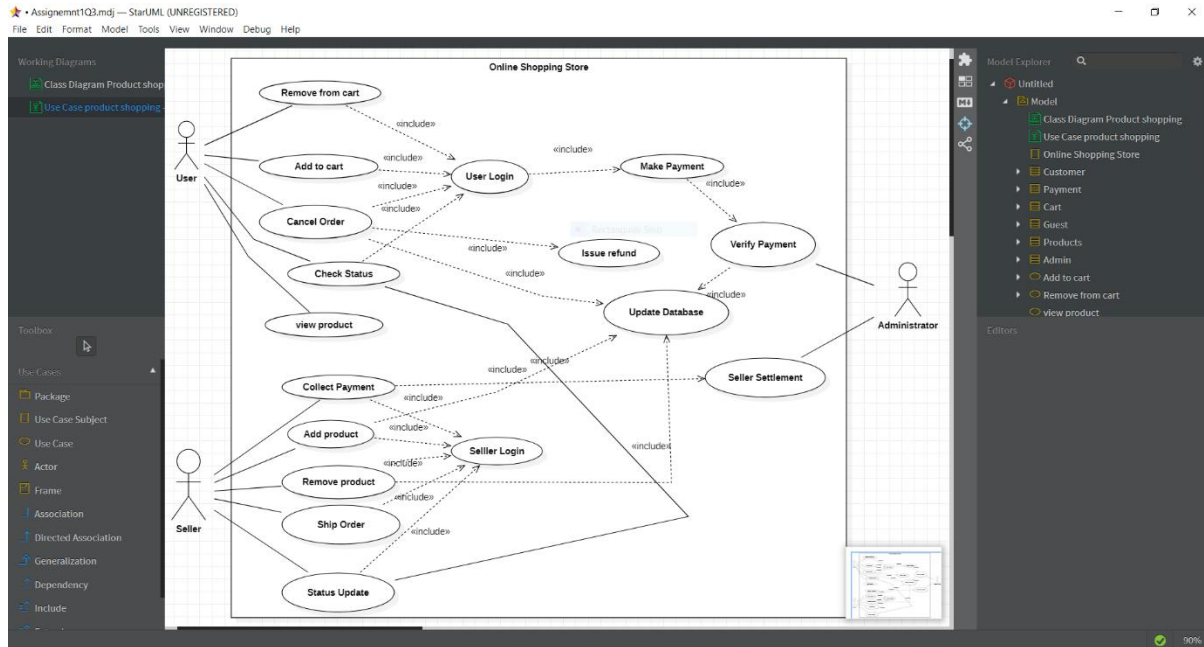 • Assignemnt1Q3.mdj — StarUML (UNREGISTERED)
File Edit Format Model Tools View Window Debug Help
Working Diagrams
Class Diagram Product shop
Use Case product shopping
Toolbox
Use Cases
Package
Use Case Subject
Use Case
Actor
Frame
Association
Directed Association
Generalization
Dependency
Include
Online Shopping Store
Remove from cart
«include»
User
Add to cart
«include»
User Login
«include»
Make Payment
«include»
«include»
Cancel Order
«include»
«include»
Issue refund
Verify Payment
Check Status
«include»
«include»
Update Database
view product
Administrator
«include»
Collect Payment
Seller Settlement
«include»
Add product
«include»
Selller Login
«include»
«include»
Remove product
«include»
Seller
Ship Order
«include»
Status Update
Model Explorer
Untitled
Model
Class Diagram Product shopping
Use Case product shopping
Online Shopping Store
Customer
Payment
Cart
Guest
Products
Admin
Add to cart
Remove from cart
view product
Editors
90%